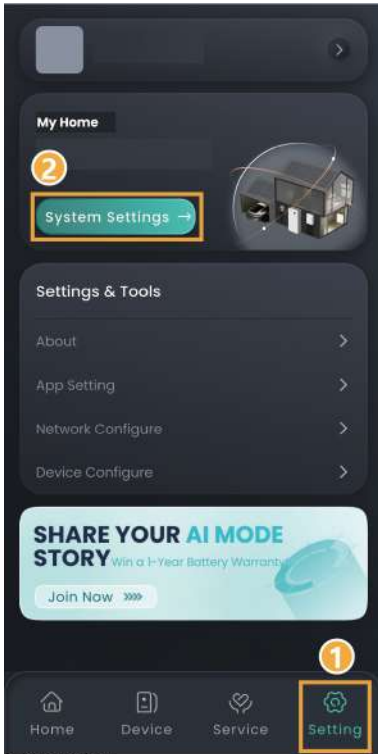 My Home
2
System Settings →
Settings & Tools
About
App Setting
Network Configure
Device Configure
SHARE YOUR AI MODE
STORY Win a 1-Year Battery Warranty
Join Now »»»
1
Home Device Service Setting